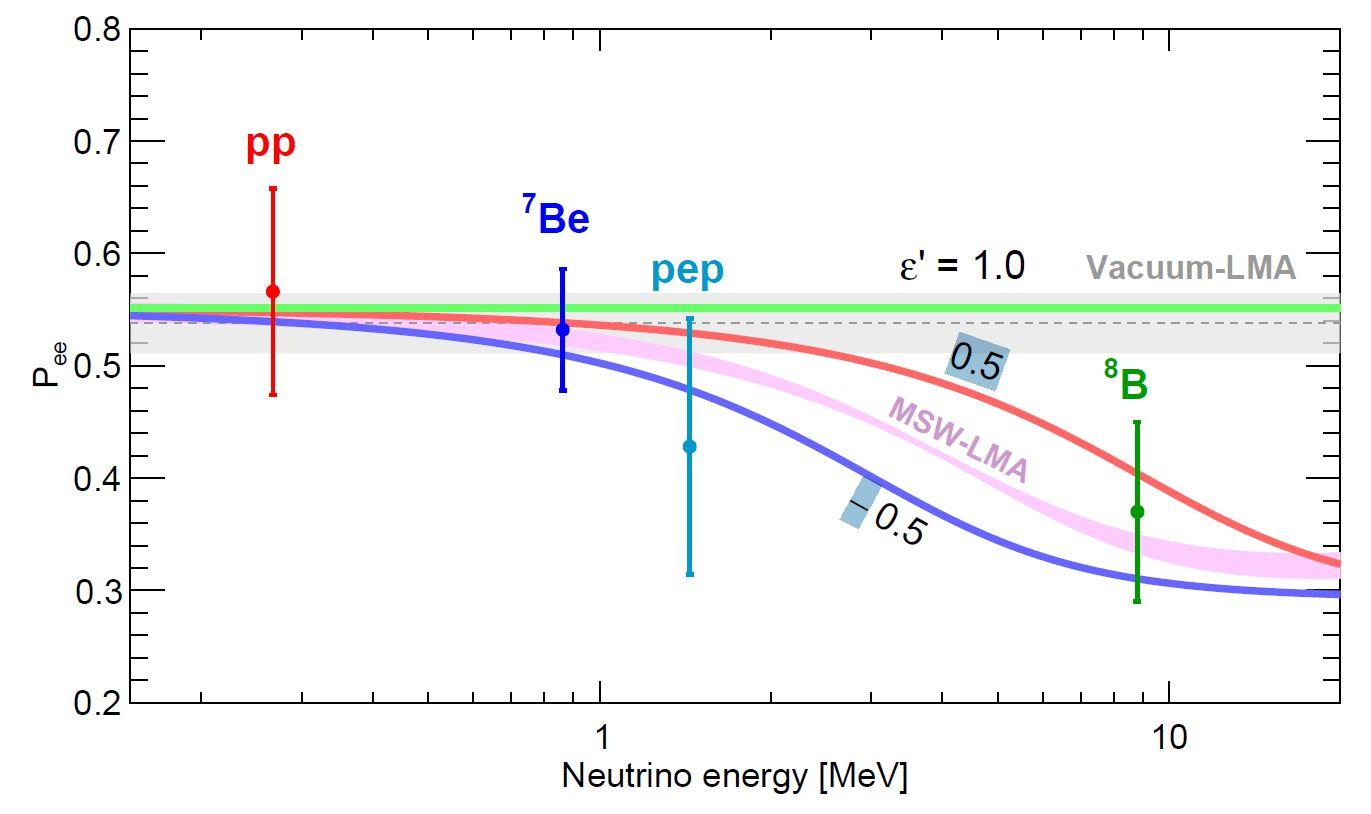 0.8
0.7
0.6
0.5
0.4
0.3
0.2
P_ee
pp
⁷Be
pep
ε' = 1.0
Vacuum-LMA
0.5
MSW-LMA
− 0.5
⁸B
1
10
Neutrino energy [MeV]